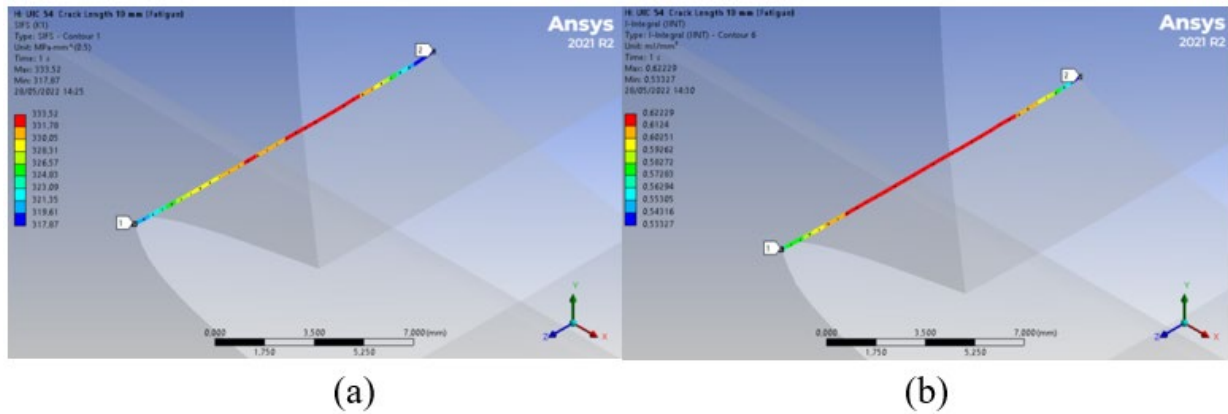 H: UIC 54 Crack Length 10 mm (Fatigan)
SIFS (K1)
Type: SIFS - Contour 1
Unit: MPa·mm^(0.5)
Time: 1 s
Max: 333,52
Min: 317,87
28/05/2022 14:25
333,52
331,78
330,05
328,31
326,57
324,83
323,09
321,35
319,61
317,87
1
2
Ansys
2021 R2
0,000
3,500
7,000 (mm)
1,750
5,250
Y
Z
X
(a)
H: UIC 54 Crack Length 10 mm (Fatigan)
J-Integral (JINT)
Type: J-Integral (JINT) - Contour 6
Unit: mJ/mm²
Time: 1 s
Max: 0,62229
Min: 0,53327
28/05/2022 14:30
0,62229
0,6124
0,60251
0,59262
0,58272
0,57283
0,56294
0,55305
0,54316
0,53327
1
2
Ansys
2021 R2
0,000
3,500
7,000 (mm)
1,750
5,250
Y
Z
X
(b)